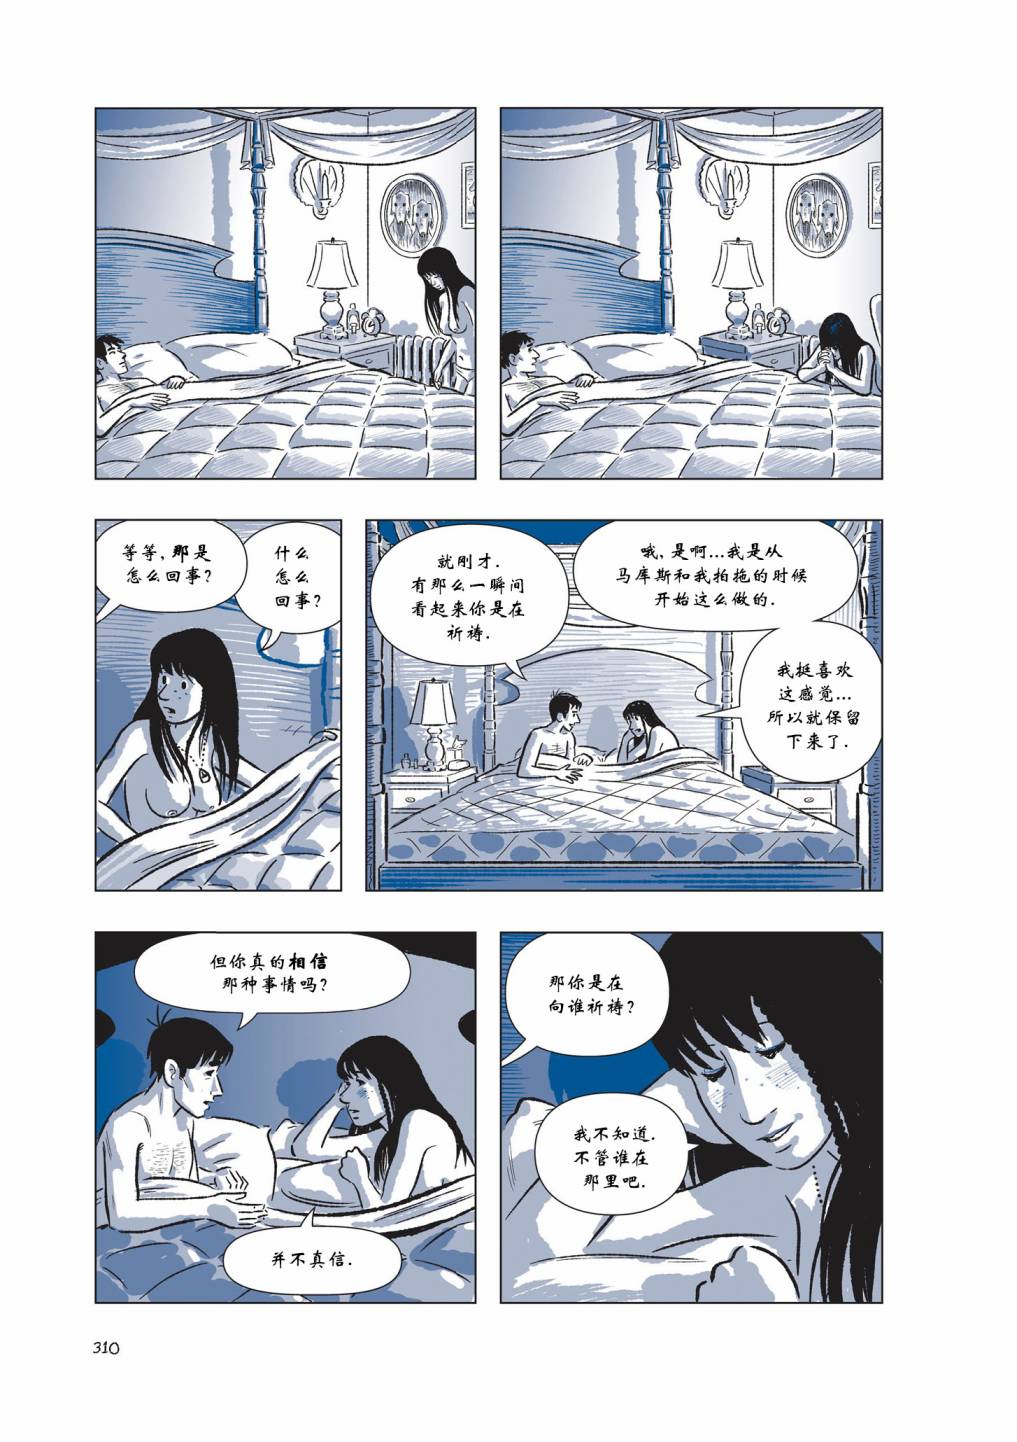 等等,那是
怎么回事?
什么
怎么
回事?
就刚才.
有那么一瞬间
看起来你是在
祈祷.
哦,是啊...我是从
马库斯和我拍拖的时候
开始这么做的.
我挺喜欢
这感觉...
所以就保留
下来了.
但你真的相信
那种事情吗?
并不真信.
那你是在
向谁祈祷?
我不知道.
不管谁在
那里吧.
310